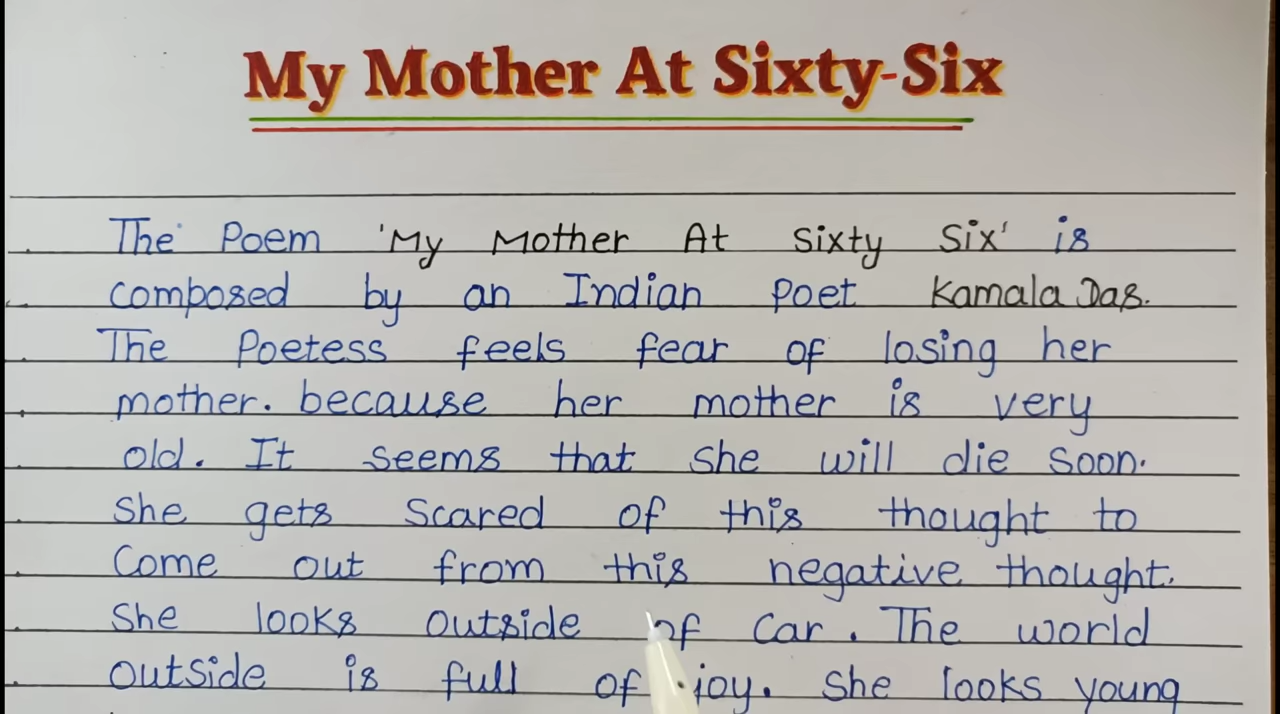 My Mother At Sixty-Six
The Poem 'My Mother At Sixty Six' is
composed by an Indian Poet Kamala Das.
The Poetess feels fear of losing her
mother. because her mother is very
old. It seems that she will die soon.
She gets Scared of this thought to
Come out from this negative thought.
She looks outside of Car. The world
outside is full of joy. She looks young